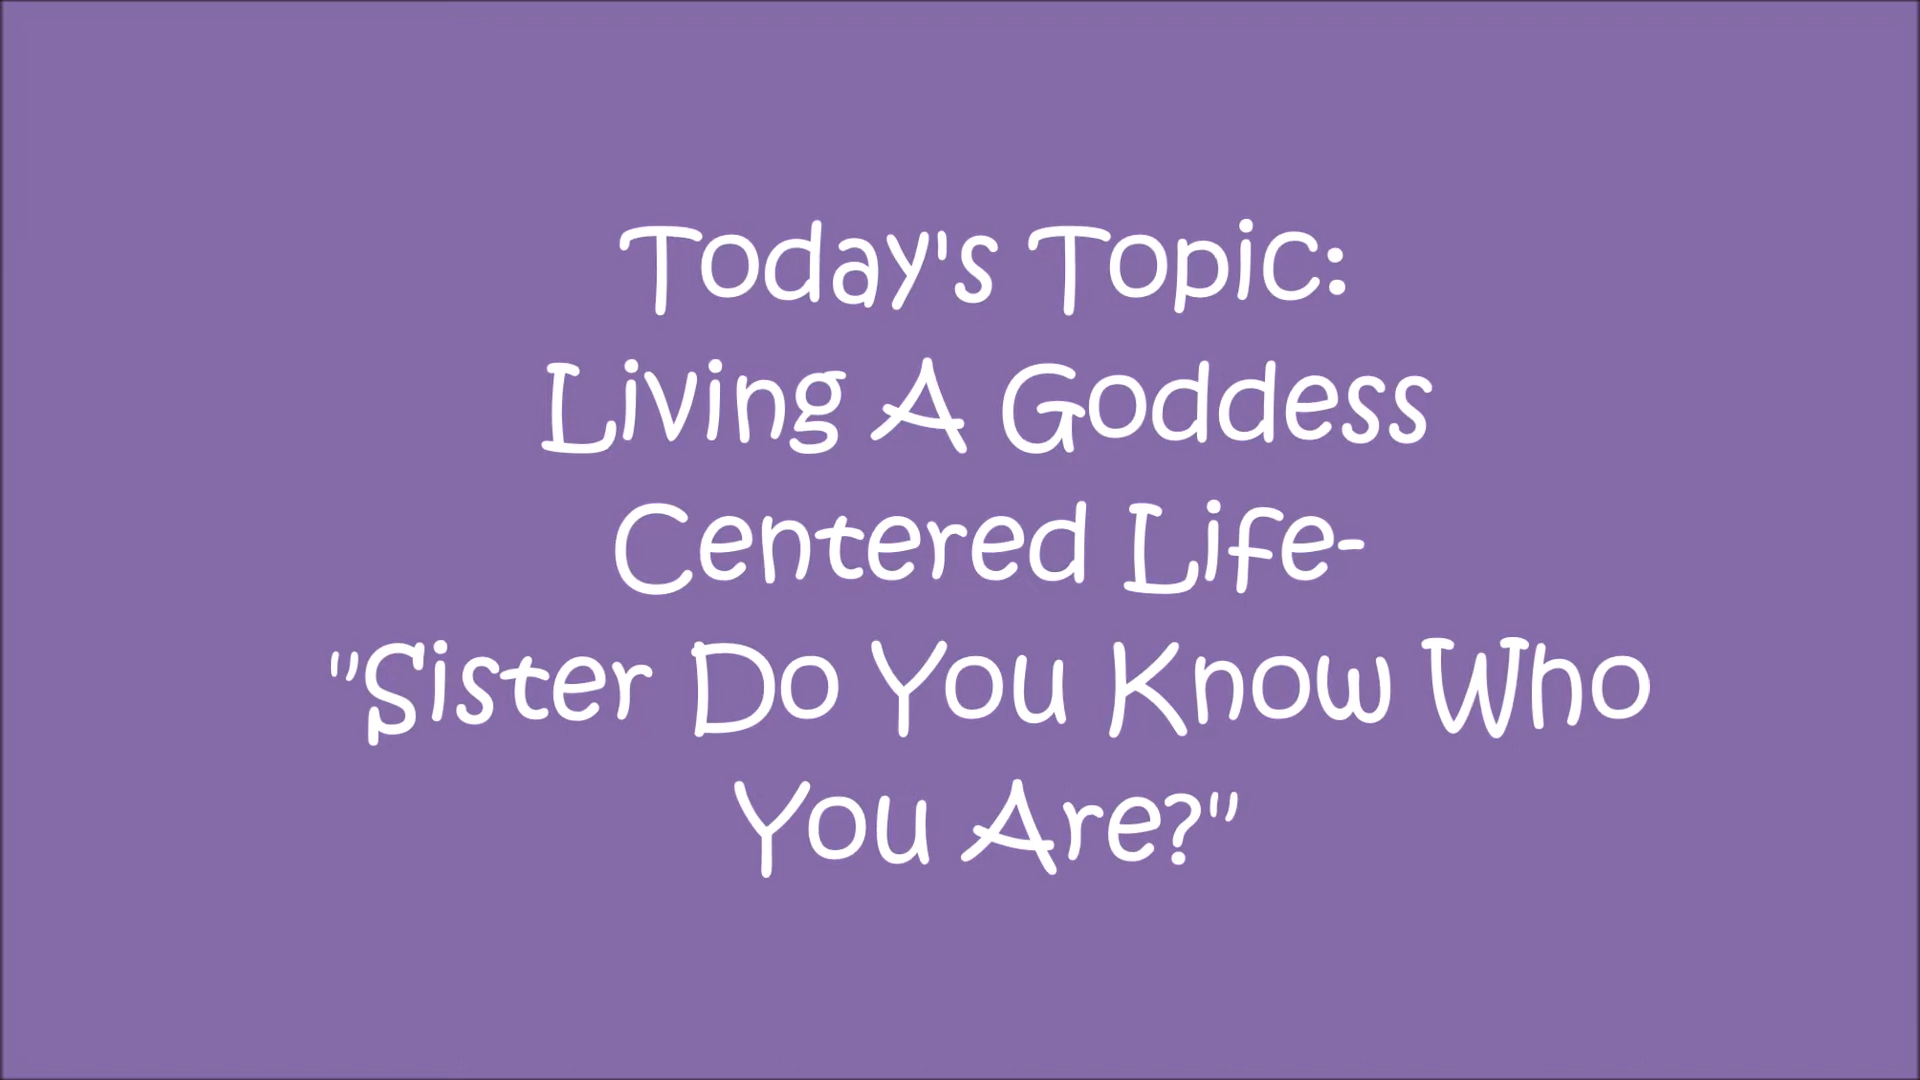 Today's Topic:
Living A Goddess
Centered Life-
"Sister Do You Know Who
You Are?"